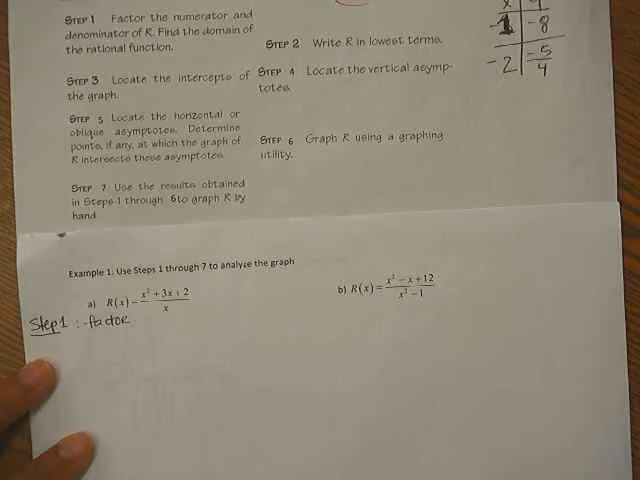 x | y
-1 | -8
-2 | -5/4
STEP 1 Factor the numerator and
denominator of R. Find the domain of
the rational function.
STEP 2 Write R in lowest terms.
STEP 3 Locate the intercepts of
the graph.
STEP 4 Locate the vertical asymp-
totes.
STEP 5 Locate the horizontal or
oblique asymptotes. Determine
points, if any, at which the graph of
R intersects these asymptotes.
STEP 6 Graph R using a graphing
utility.
STEP 7 Use the results obtained
in Steps 1 through 6 to graph R by
hand
Example 1: Use Steps 1 through 7 to analyze the graph
a) R(x) = (x² + 3x + 2)/x
b) R(x) = (x² − x + 12)/(x² − 1)
Step 1 : -factor